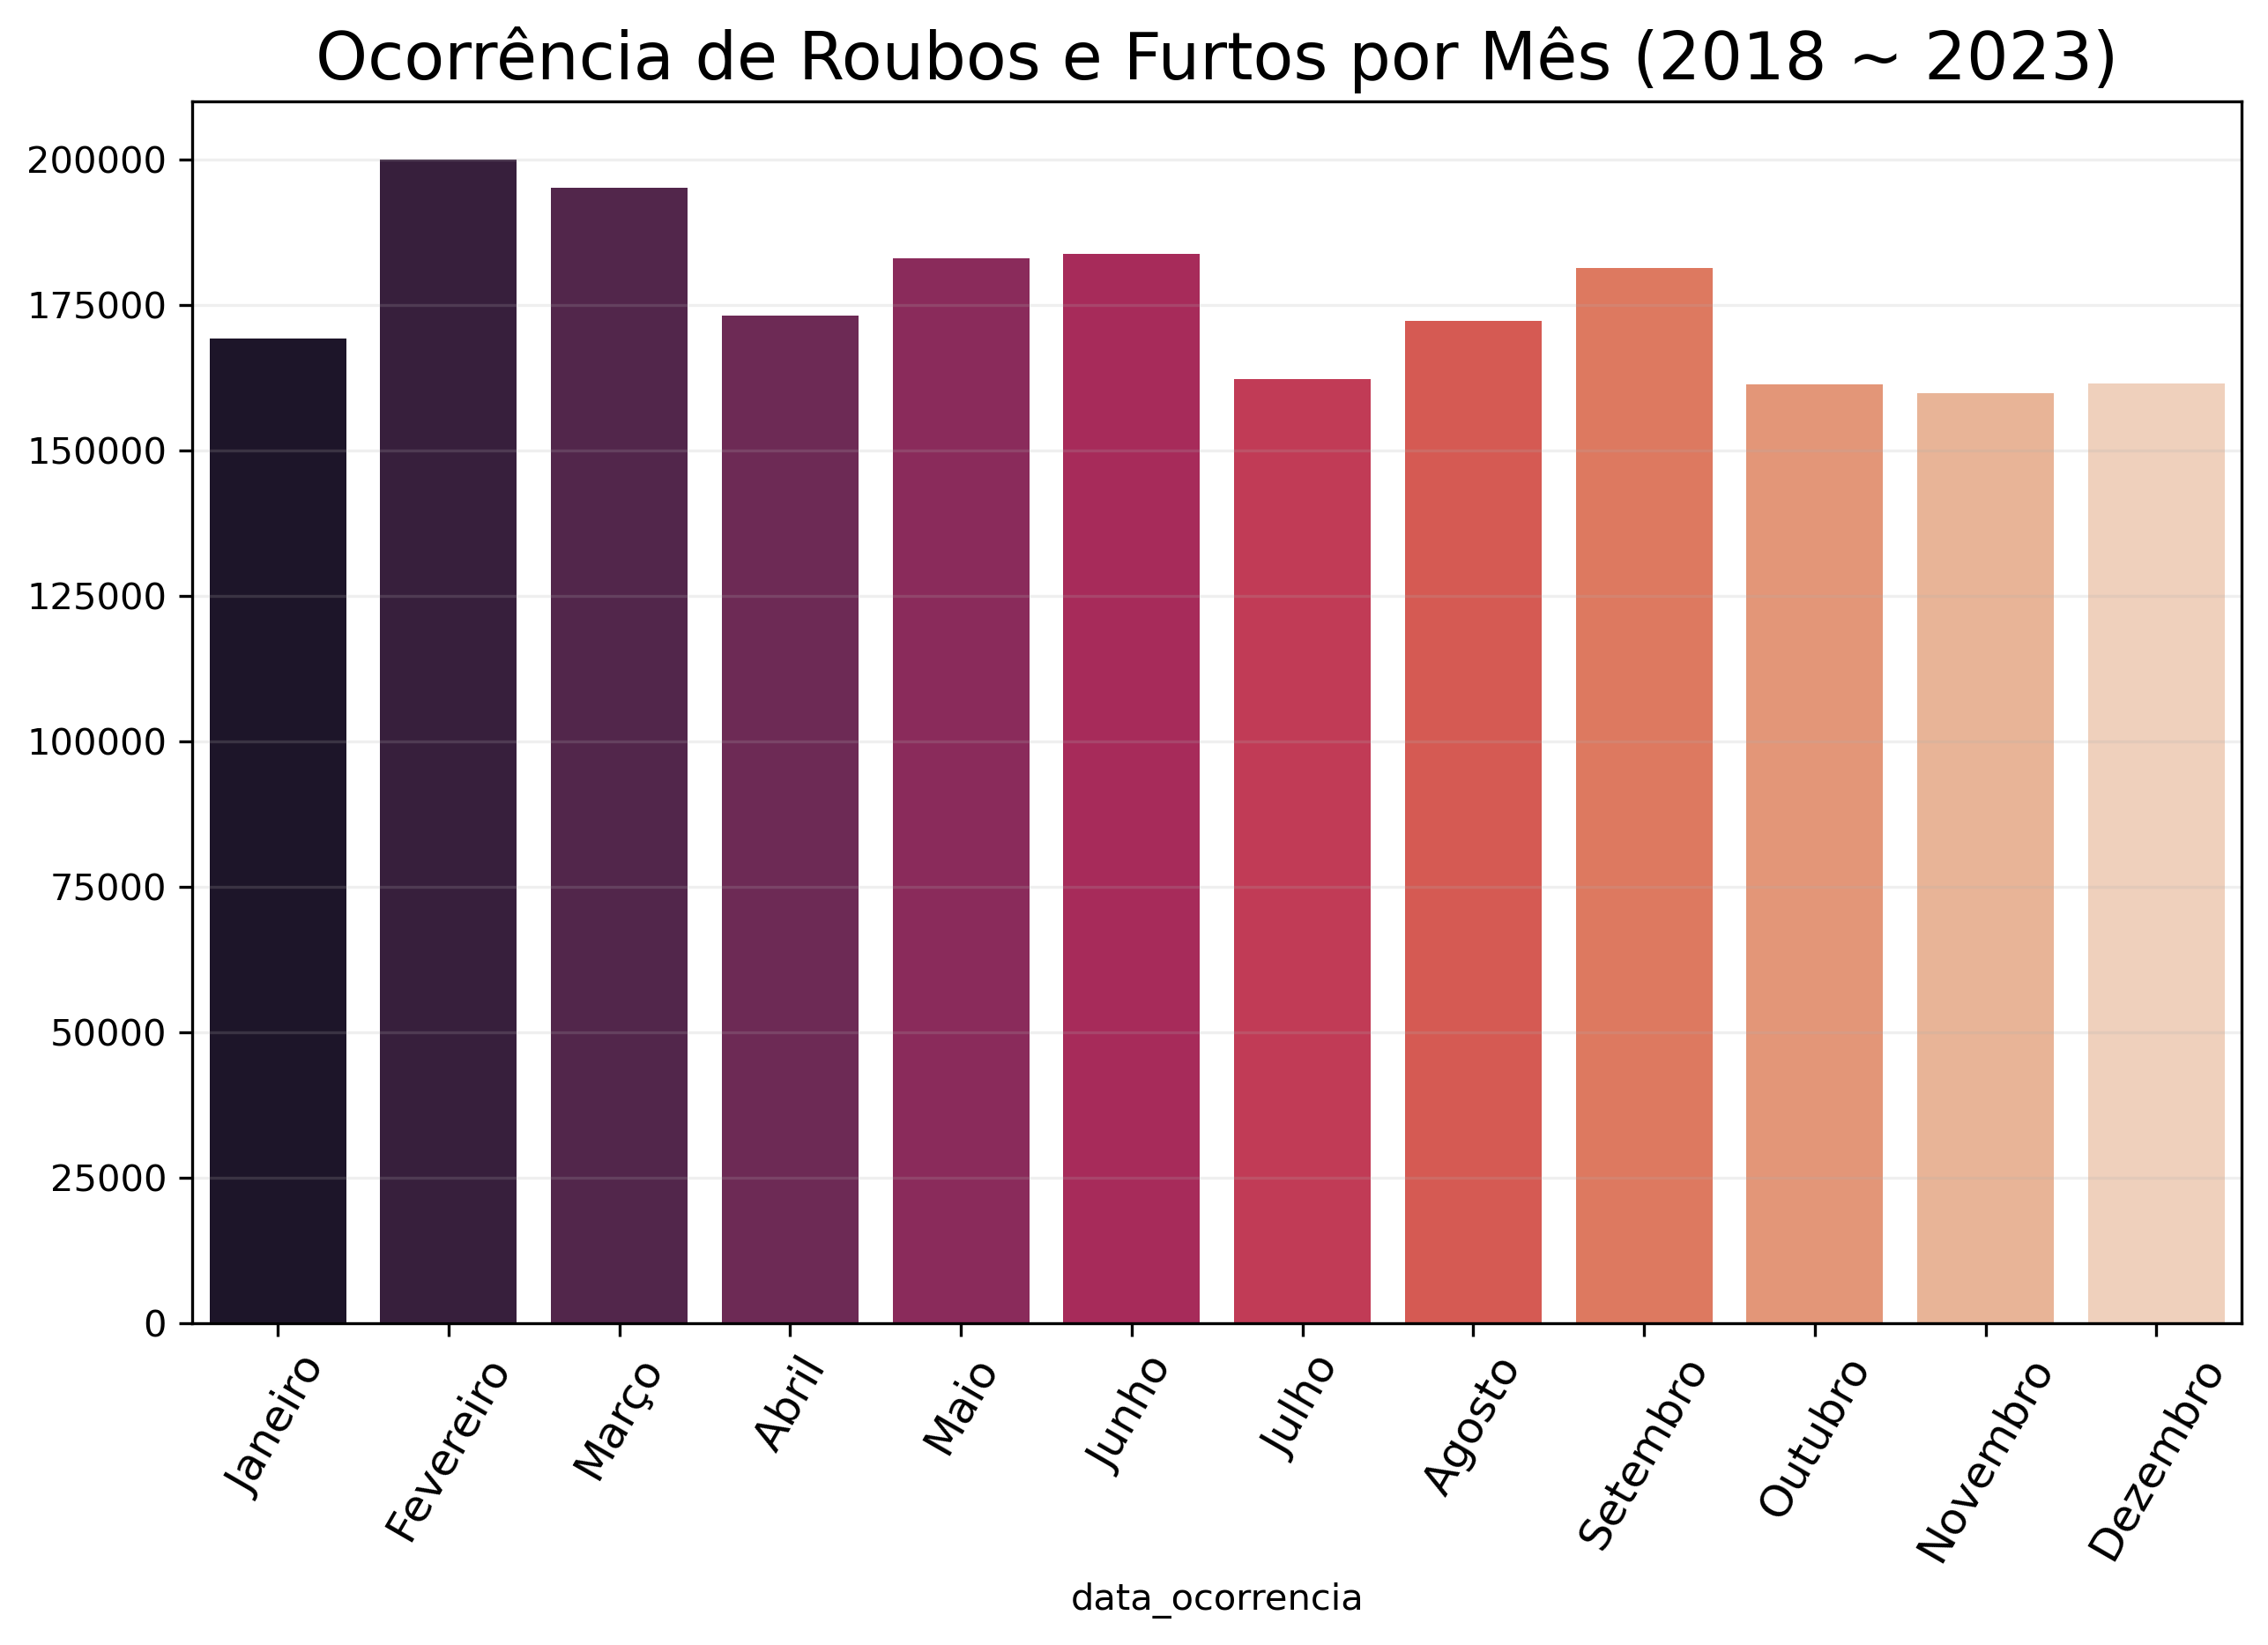 Ocorrência de Roubos e Furtos por Mês (2018 ~ 2023)
200000
175000
150000
125000
100000
75000
50000
25000
0
Janeiro
Fevereiro
Março
Abril
Maio
Junho
Julho
Agosto
Setembro
Outubro
Novembro
Dezembro
data_ocorrencia